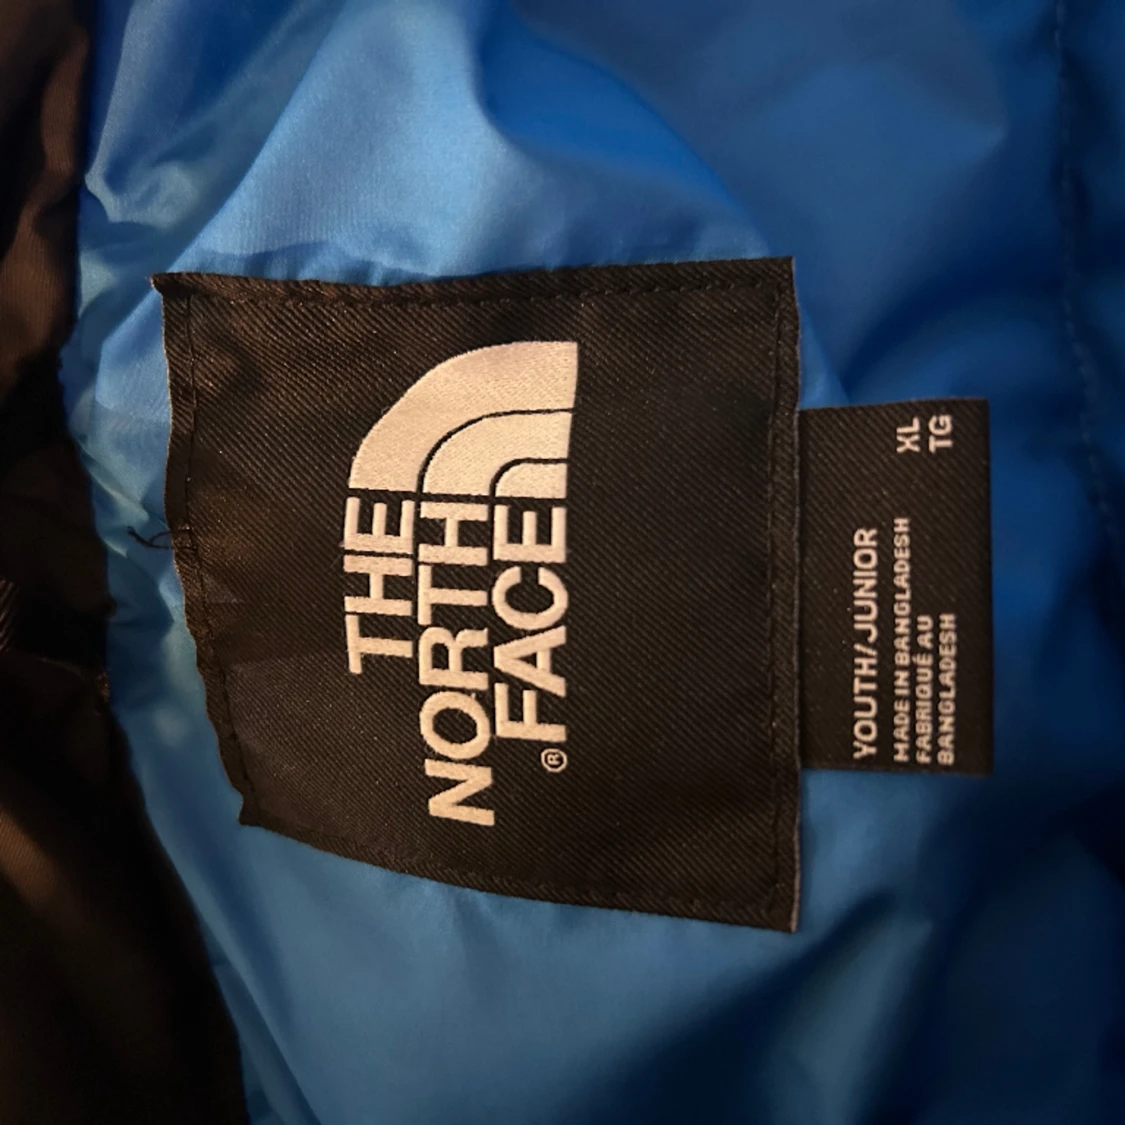 THE
NORTH
FACE®
YOUTH/JUNIOR XL
MADE IN BANGLADESH TG
FABRIQUÉ AU
BANGLADESH